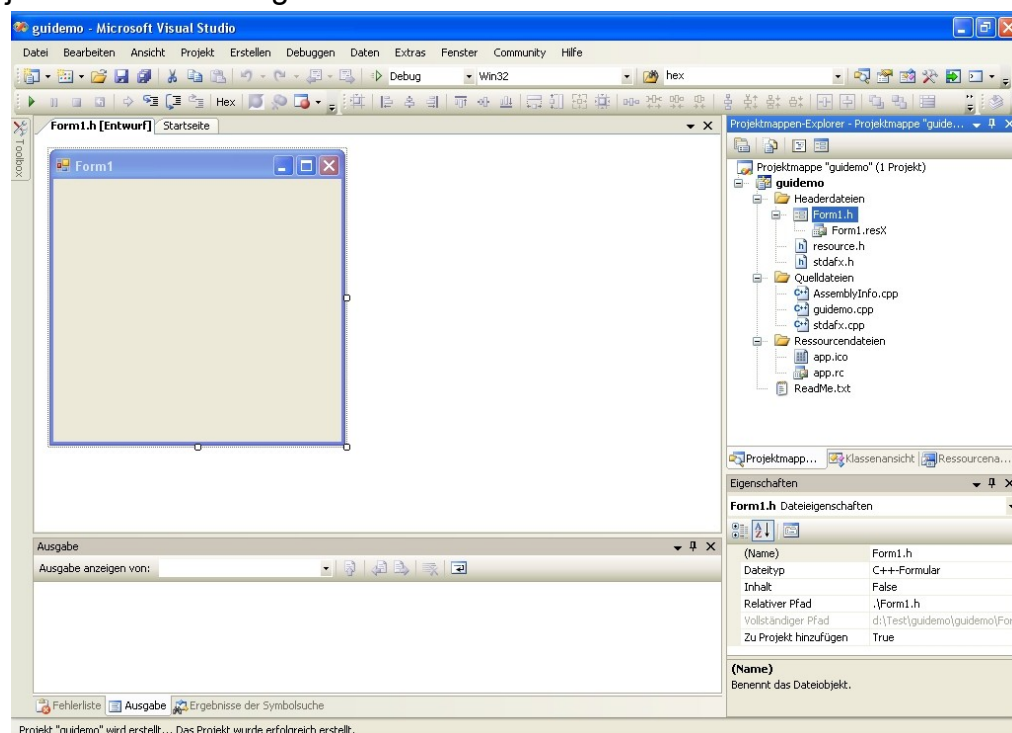 guidemo - Microsoft Visual Studio
Datei Bearbeiten Ansicht Projekt Erstellen Debuggen Daten Extras Fenster Community Hilfe
Debug Win32 hex
Hex
Form1.h [Entwurf] Startseite
Toolbox
Form1
Projektmappen-Explorer - Projektmappe "guide...
Projektmappe "guidemo" (1 Projekt)
guidemo
Headerdateien
Form1.h
Form1.resX
resource.h
stdafx.h
Quelldateien
AssemblyInfo.cpp
guidemo.cpp
stdafx.cpp
Ressourcendateien
app.ico
app.rc
ReadMe.txt
Projektmapp... Klassenansicht Ressourcena...
Eigenschaften
Form1.h Dateieigenschaften
(Name) Form1.h
Dateityp C++-Formular
Inhalt False
Relativer Pfad .\Form1.h
Vollständiger Pfad d:\Test\guidemo\guidemo\For
Zu Projekt hinzufügen True
(Name)
Benennt das Dateiobjekt.
Ausgabe
Ausgabe anzeigen von:
Fehlerliste Ausgabe Ergebnisse der Symbolsuche
Projekt "guidemo" wird erstellt... Das Projekt wurde erfolgreich erstellt.